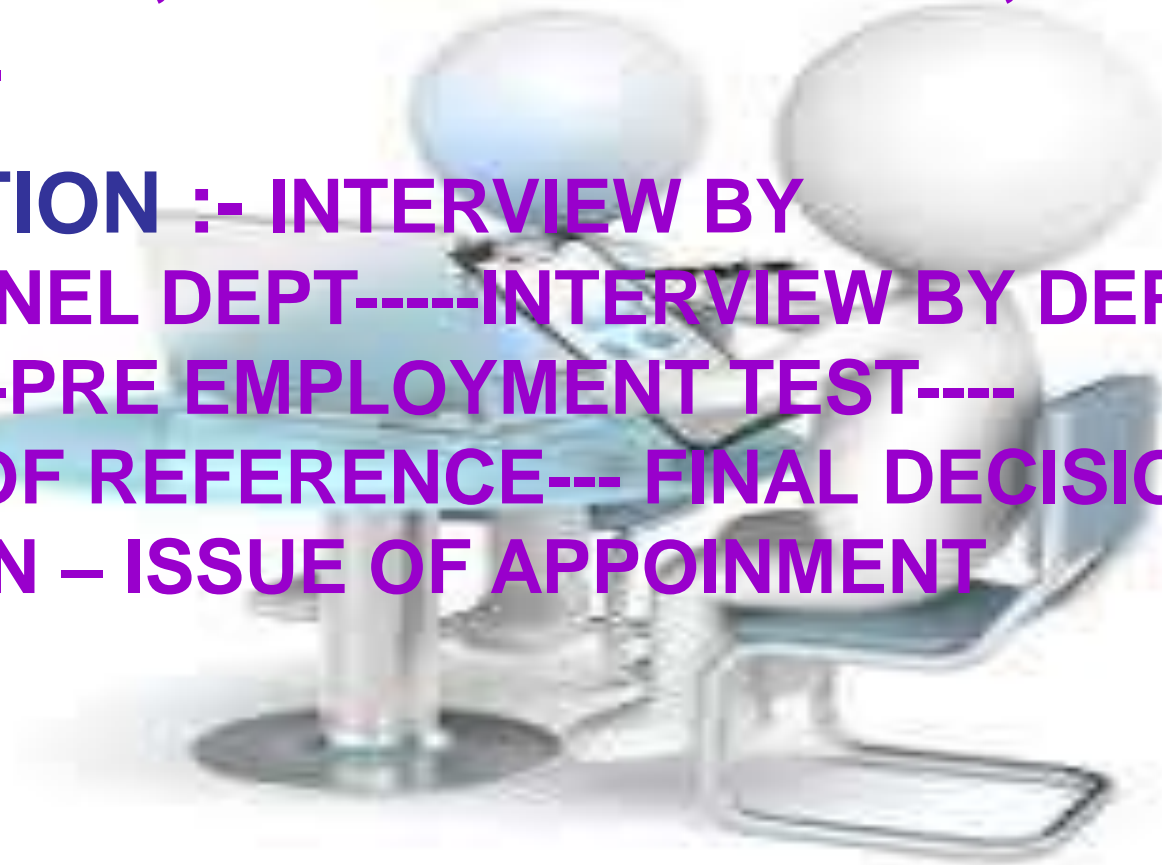 TION :- INTERVIEW BY
NEL DEPT-----INTERVIEW BY DEP
-PRE EMPLOYMENT TEST----
OF REFERENCE--- FINAL DECISIO
N – ISSUE OF APPOINMENT